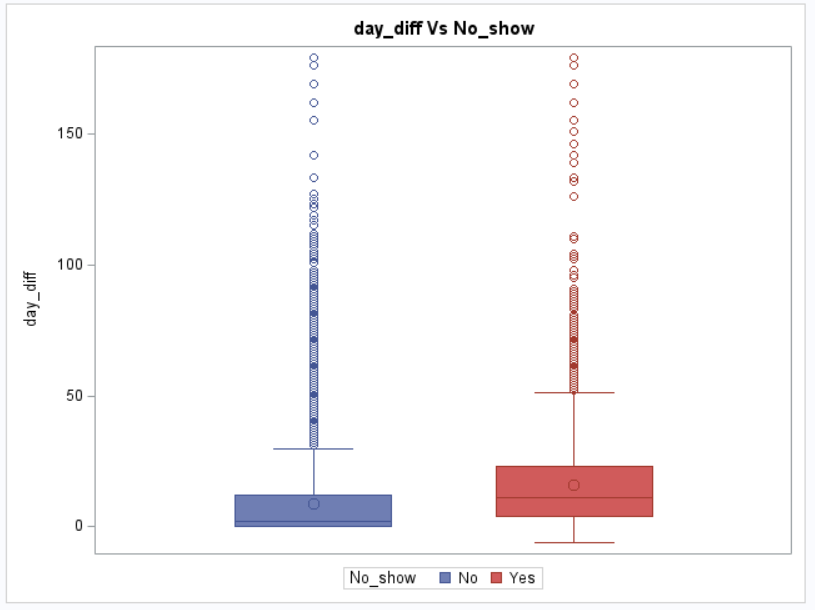 day_diff Vs No_show
150
100
50
0
day_diff
No_show No Yes